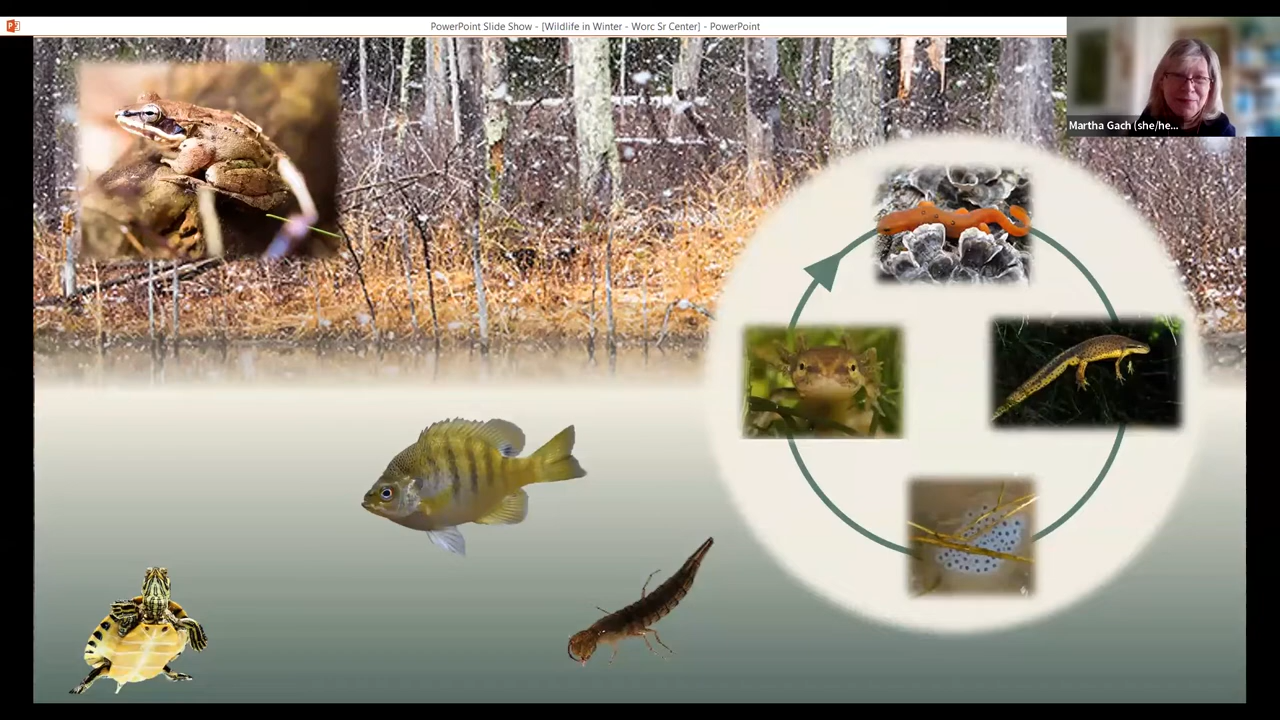 PowerPoint Slide Show - [Wildlife in Winter - Worc Sr Center] - PowerPoint
Martha Gach (she/he...